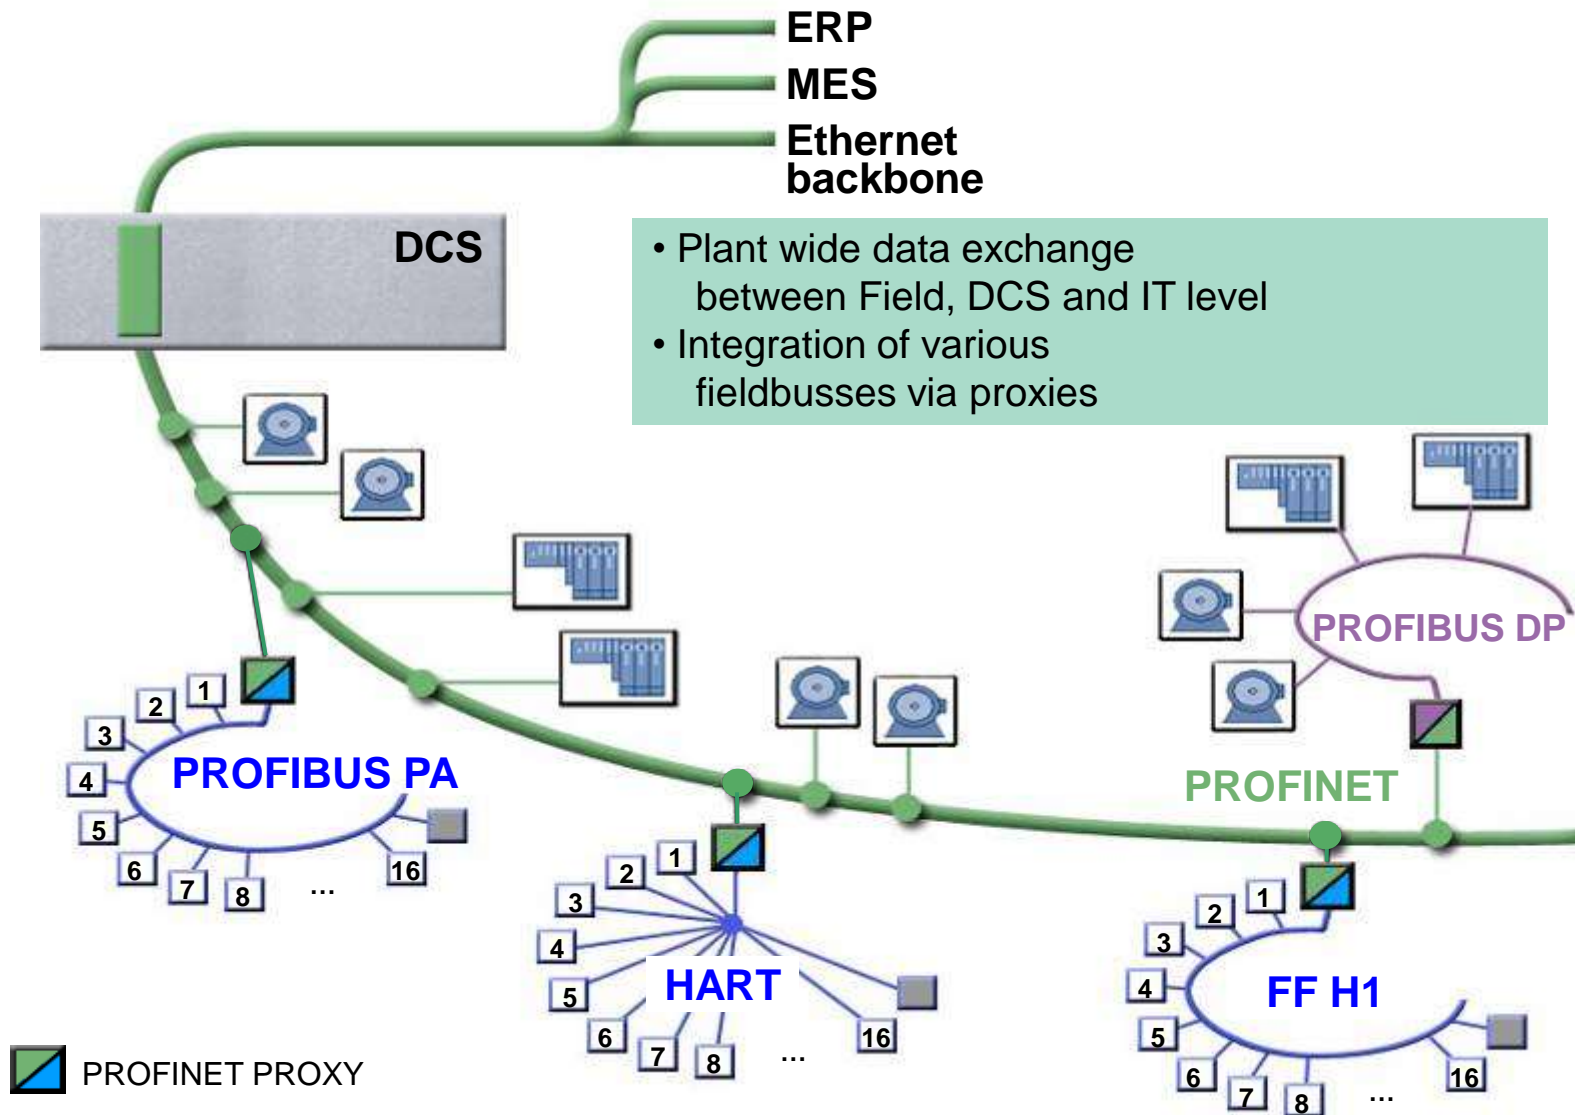 ERP
MES
Ethernet
backbone
DCS
• Plant wide data exchange
between Field, DCS and IT level
• Integration of various
fieldbusses via proxies
PROFIBUS DP
PROFINET
1
2
3
4
5
6
7
8
...
16
PROFIBUS PA
1
2
3
4
5
6
7
8
...
16
HART
1
2
3
4
5
6
7
8
...
16
FF H1
PROFINET PROXY